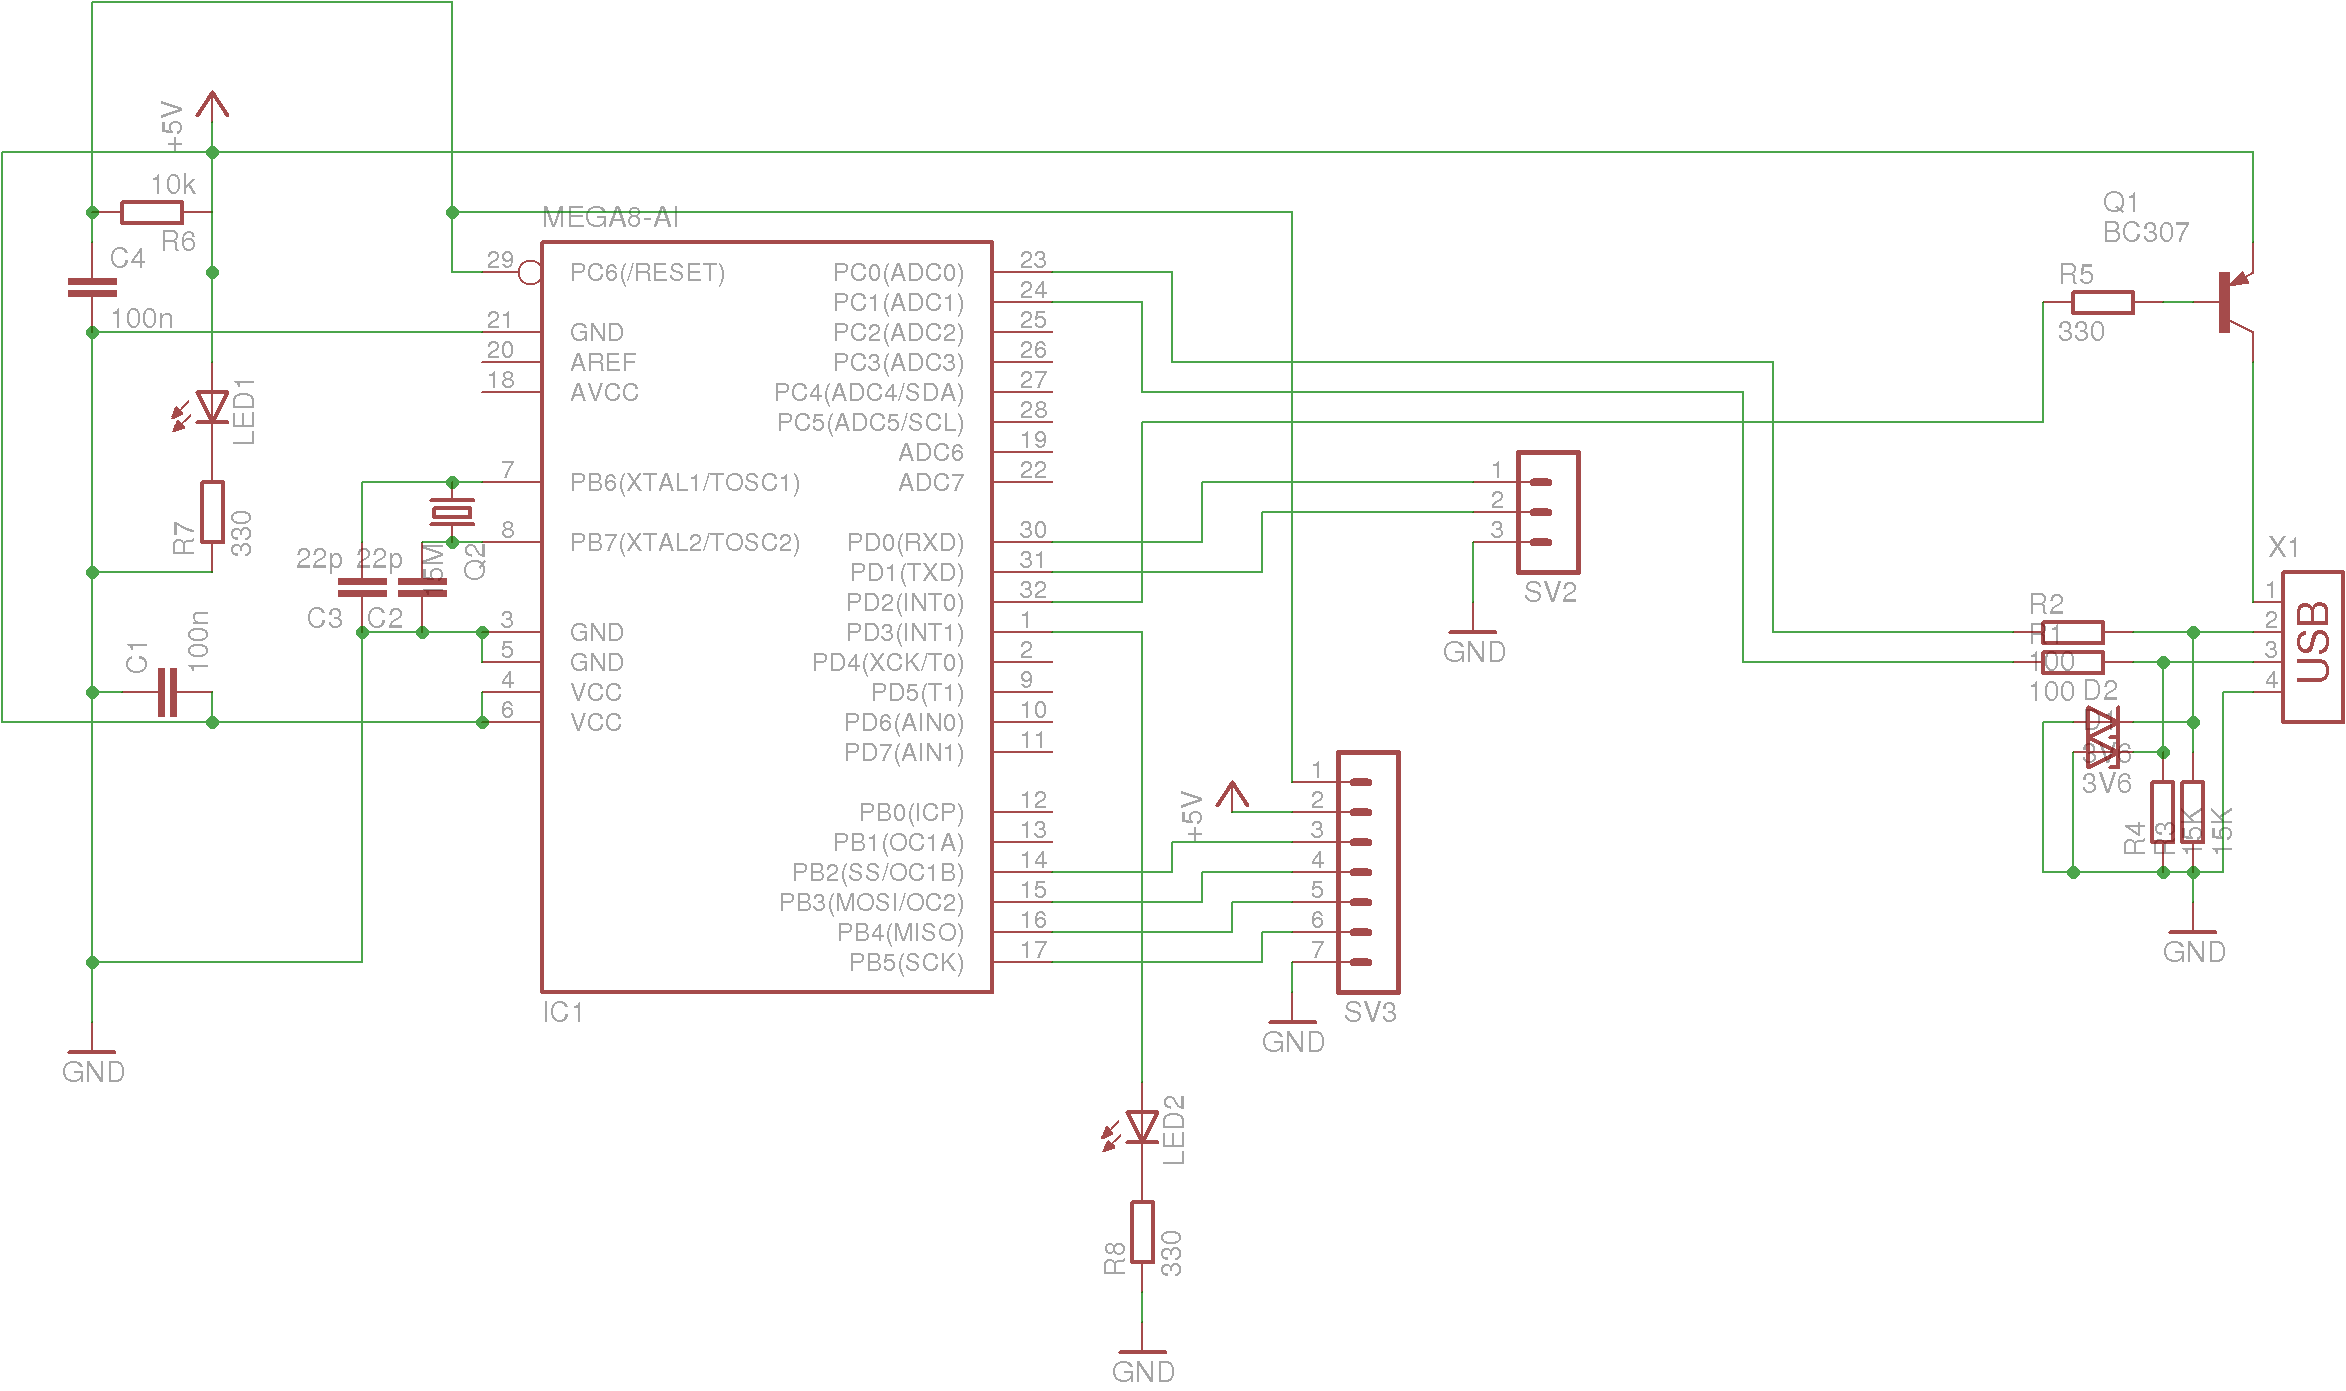 +5V
10k
R6
C4
100n
LED1
R7
330
C1
100n
22p
22p
C3
C2
Q2
MEGA8-AI
29
PC6(/RESET)
21
GND
20
AREF
18
AVCC
7
PB6(XTAL1/TOSC1)
8
PB7(XTAL2/TOSC2)
3
GND
5
GND
4
VCC
6
VCC
PC0(ADC0)
23
PC1(ADC1)
24
PC2(ADC2)
25
PC3(ADC3)
26
PC4(ADC4/SDA)
27
PC5(ADC5/SCL)
28
ADC6
19
ADC7
22
PD0(RXD)
30
PD1(TXD)
31
PD2(INT0)
32
PD3(INT1)
1
PD4(XCK/T0)
2
PD5(T1)
9
PD6(AIN0)
10
PD7(AIN1)
11
PB0(ICP)
12
PB1(OC1A)
13
PB2(SS/OC1B)
14
PB3(MOSI/OC2)
15
PB4(MISO)
16
PB5(SCK)
17
IC1
GND
1
2
3
SV2
GND
+5V
1
2
3
4
5
6
7
SV3
GND
LED2
R8
330
GND
Q1
BC307
R5
330
X1
1
2
3
4
USB
R2
R1
100
100
D2
D1
3V6
3V6
R4
R3
15K
15K
GND